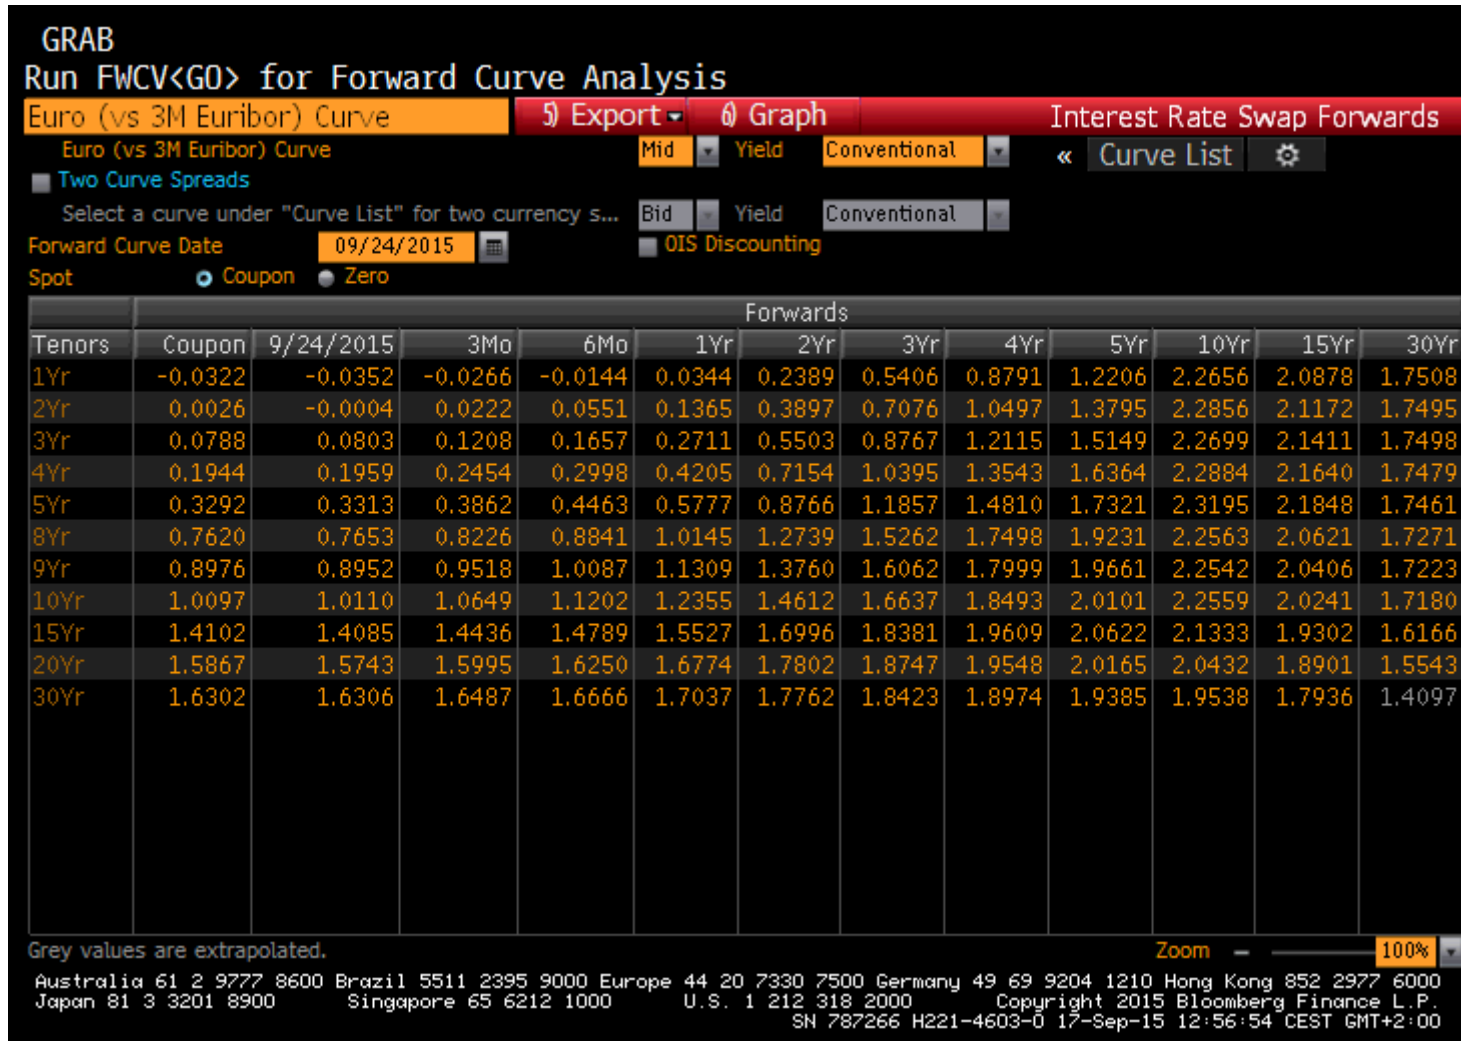 GRAB
Run FWCV<GO> for Forward Curve Analysis
Euro (vs 3M Euribor) Curve 5) Export 6) Graph Interest Rate Swap Forwards
Euro (vs 3M Euribor) Curve Mid Yield Conventional « Curve List
Two Curve Spreads
Select a curve under "Curve List" for two currency s... Bid Yield Conventional
Forward Curve Date 09/24/2015 OIS Discounting
Spot Coupon Zero
Forwards
Tenors Coupon 9/24/2015 3Mo 6Mo 1Yr 2Yr 3Yr 4Yr 5Yr 10Yr 15Yr 30Yr
1Yr -0.0322 -0.0352 -0.0266 -0.0144 0.0344 0.2389 0.5406 0.8791 1.2206 2.2656 2.0878 1.7508
2Yr 0.0026 -0.0004 0.0222 0.0551 0.1365 0.3897 0.7076 1.0497 1.3795 2.2856 2.1172 1.7495
3Yr 0.0788 0.0803 0.1208 0.1657 0.2711 0.5503 0.8767 1.2115 1.5149 2.2699 2.1411 1.7498
4Yr 0.1944 0.1959 0.2454 0.2998 0.4205 0.7154 1.0395 1.3543 1.6364 2.2884 2.1640 1.7479
5Yr 0.3292 0.3313 0.3862 0.4463 0.5777 0.8766 1.1857 1.4810 1.7321 2.3195 2.1848 1.7461
8Yr 0.7620 0.7653 0.8226 0.8841 1.0145 1.2739 1.5262 1.7498 1.9231 2.2563 2.0621 1.7271
9Yr 0.8976 0.8952 0.9518 1.0087 1.1309 1.3760 1.6062 1.7999 1.9661 2.2542 2.0406 1.7223
10Yr 1.0097 1.0110 1.0649 1.1202 1.2355 1.4612 1.6637 1.8493 2.0101 2.2559 2.0241 1.7180
15Yr 1.4102 1.4085 1.4436 1.4789 1.5527 1.6996 1.8381 1.9609 2.0622 2.1333 1.9302 1.6166
20Yr 1.5867 1.5743 1.5995 1.6250 1.6774 1.7802 1.8747 1.9548 2.0165 2.0432 1.8901 1.5543
30Yr 1.6302 1.6306 1.6487 1.6666 1.7037 1.7762 1.8423 1.8974 1.9385 1.9538 1.7936 1.4097
Grey values are extrapolated. Zoom 100%
Australia 61 2 9777 8600 Brazil 5511 2395 9000 Europe 44 20 7330 7500 Germany 49 69 9204 1210 Hong Kong 852 2977 6000
Japan 81 3 3201 8900 Singapore 65 6212 1000 U.S. 1 212 318 2000 Copyright 2015 Bloomberg Finance L.P.
SN 787266 H221-4603-0 17-Sep-15 12:56:54 CEST GMT+2:00